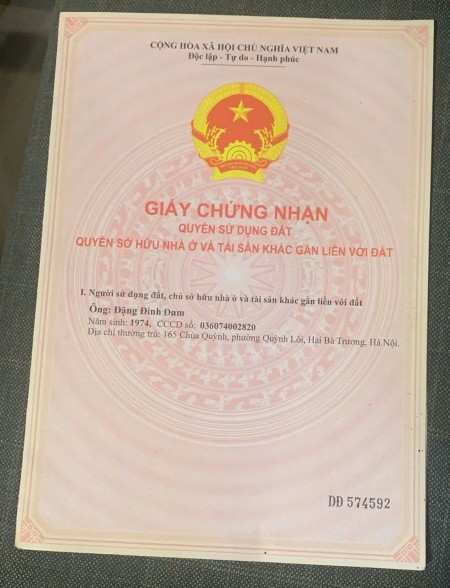 CỘNG HÒA XÃ HỘI CHỦ NGHĨA VIỆT NAM
Độc lập - Tự do - Hạnh phúc
GIẤY CHỨNG NHẬN
QUYỀN SỬ DỤNG ĐẤT
QUYỀN SỞ HỮU NHÀ Ở VÀ TÀI SẢN KHÁC GẮN LIỀN VỚI ĐẤT
I. Người sử dụng đất, chủ sở hữu nhà ở và tài sản khác gắn liền với đất
Ông: Đặng Đình Đam
Năm sinh: 1974, CCCD số: 036074002820
Địa chỉ thường trú: 165 Chùa Quỳnh, phường Quỳnh Lôi, Hai Bà Trưng, Hà Nội.
DĐ 574592